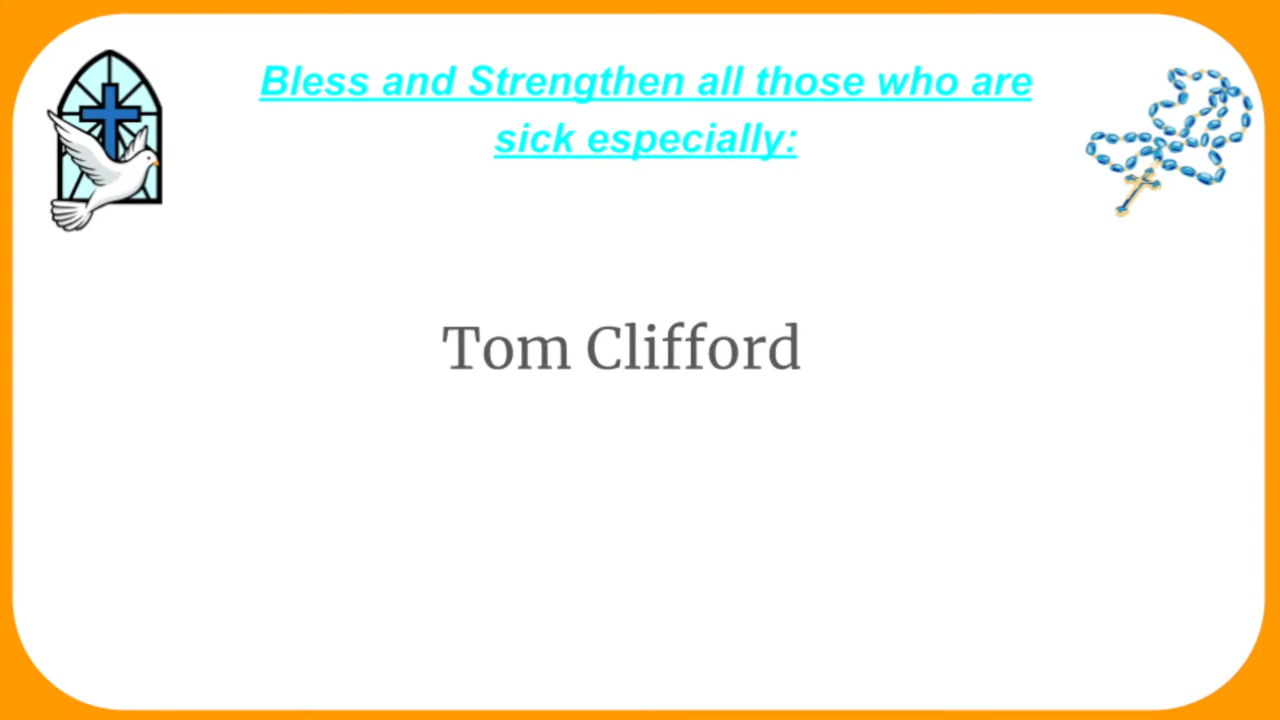 Bless and Strengthen all those who are
sick especially:
Tom Clifford